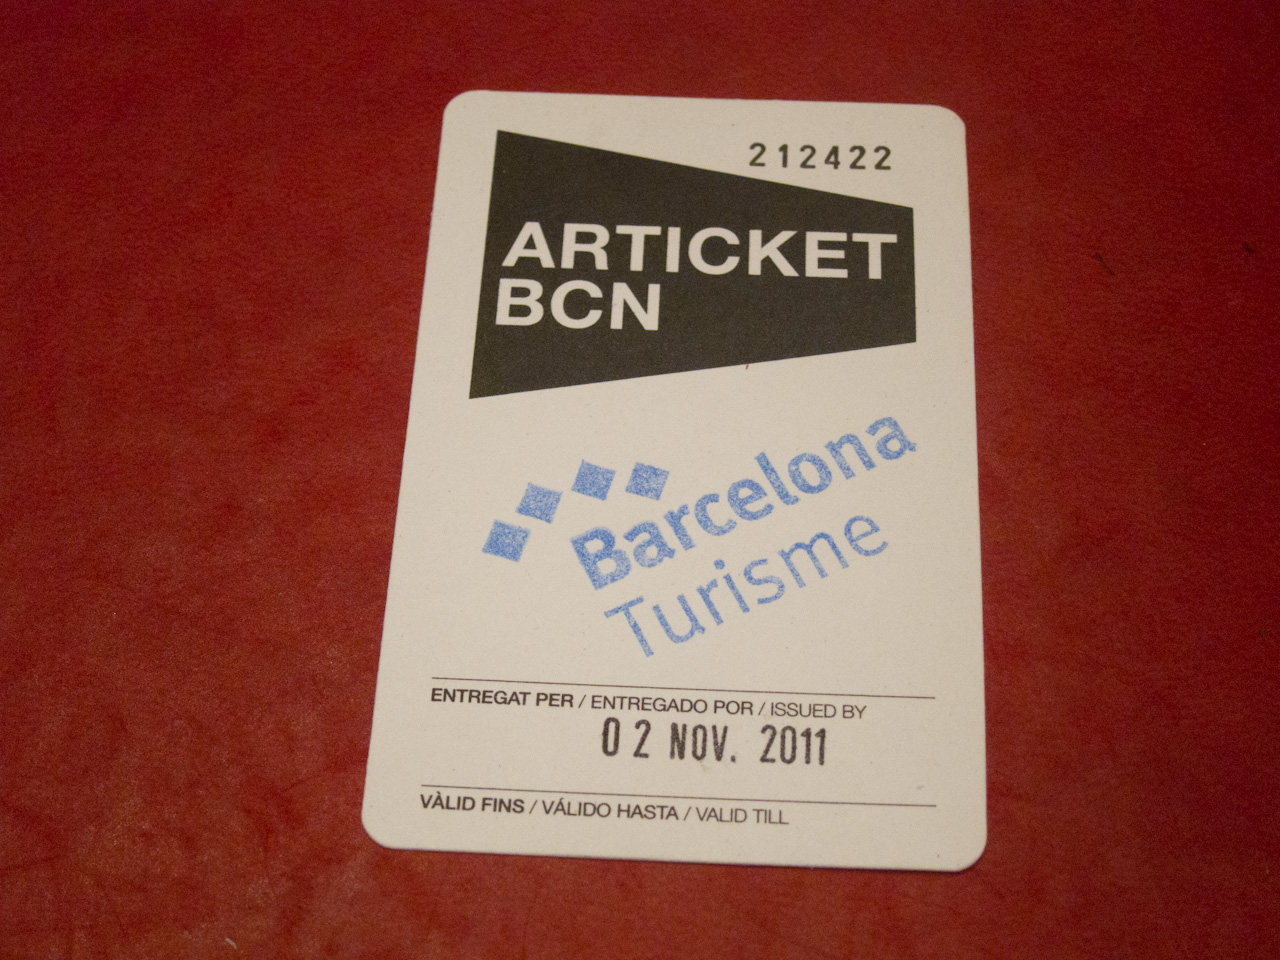 212422
ARTICKET
BCN
Barcelona
Turisme
ENTREGAT PER / ENTREGADO POR / ISSUED BY
02 NOV. 2011
VÀLID FINS / VÁLIDO HASTA / VALID TILL